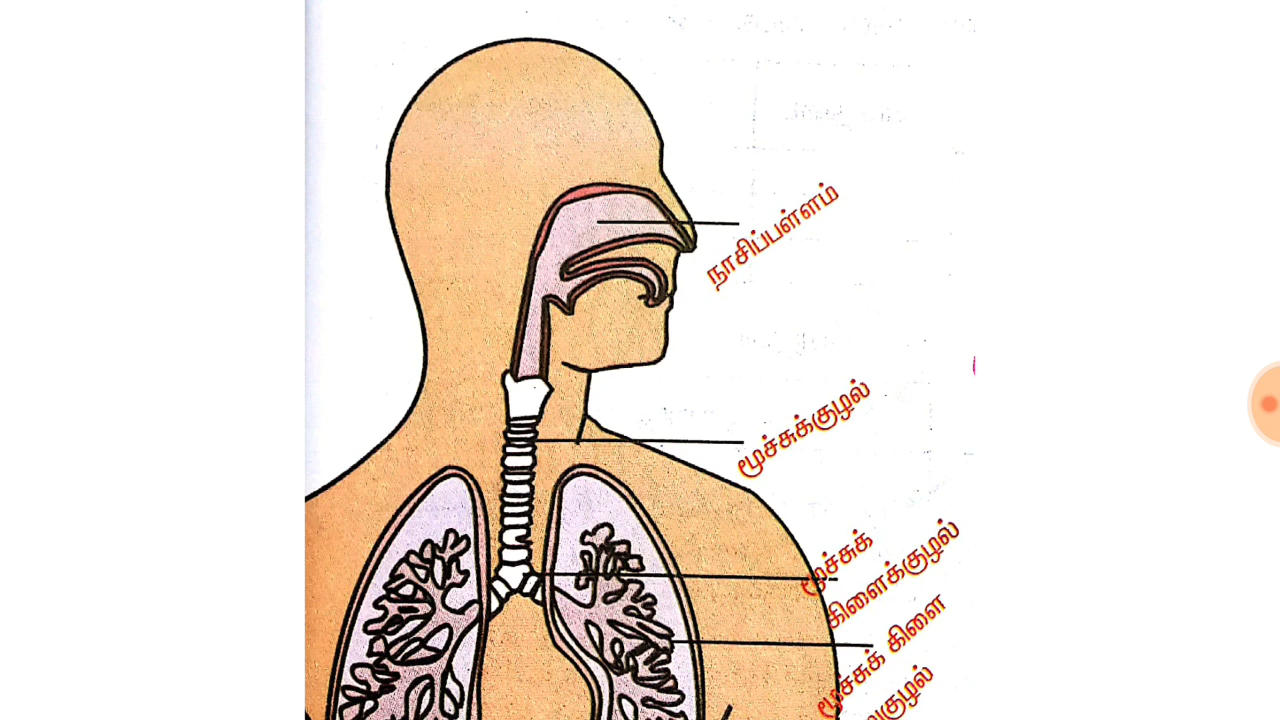 நாசிப்பள்ளம்
மூச்சுக்குழல்
மூச்சுக்
கிளைக்குழல்
மூச்சுக் கிளை